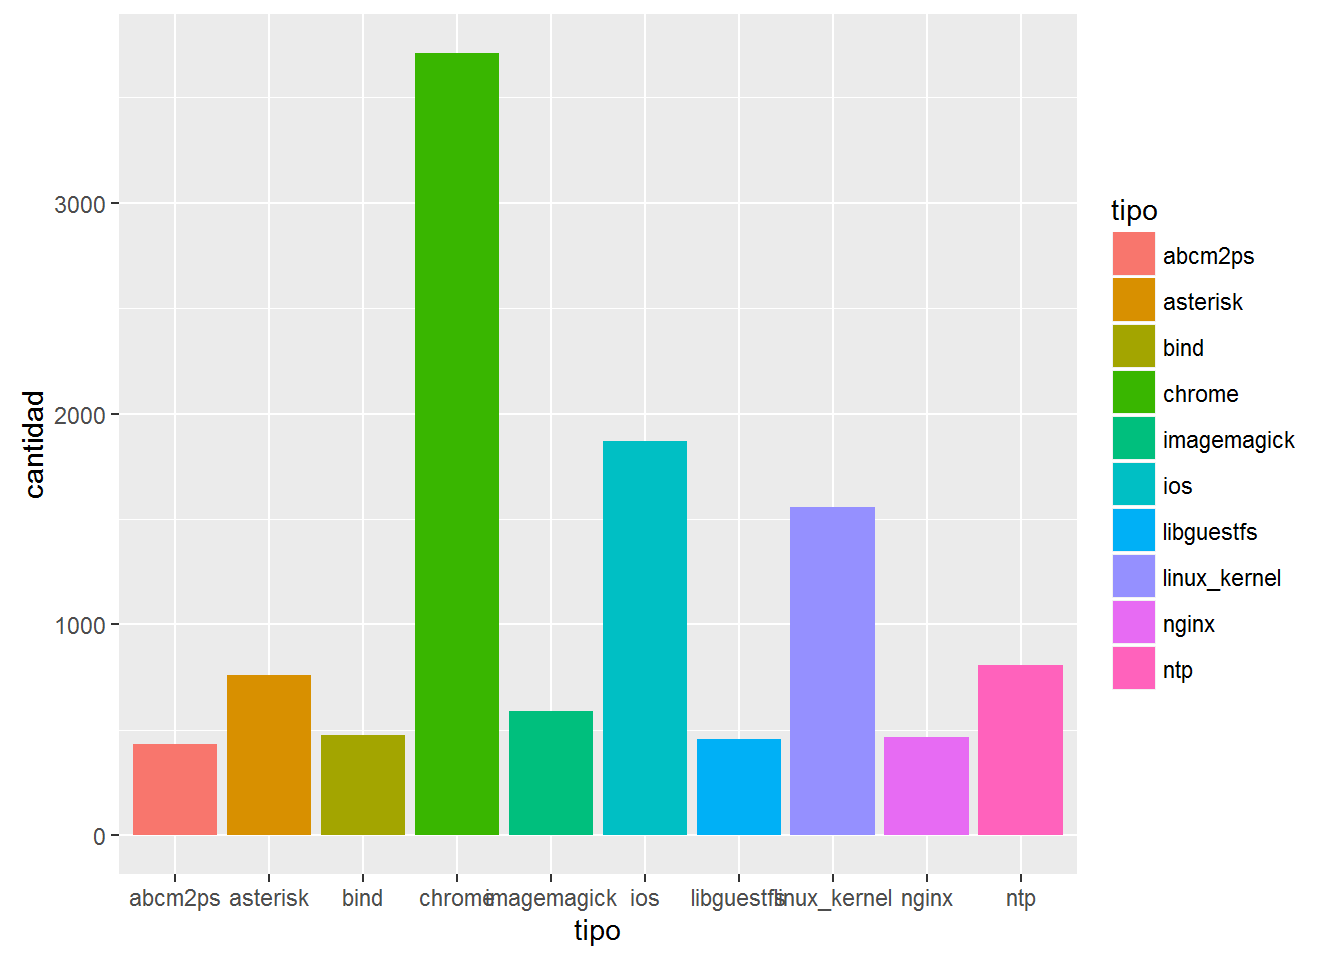 cantidad
3000
2000
1000
0
abcm2ps asterisk bind chrome imagemagick ios libguestfs linux_kernel nginx ntp
tipo
tipo
abcm2ps
asterisk
bind
chrome
imagemagick
ios
libguestfs
linux_kernel
nginx
ntp